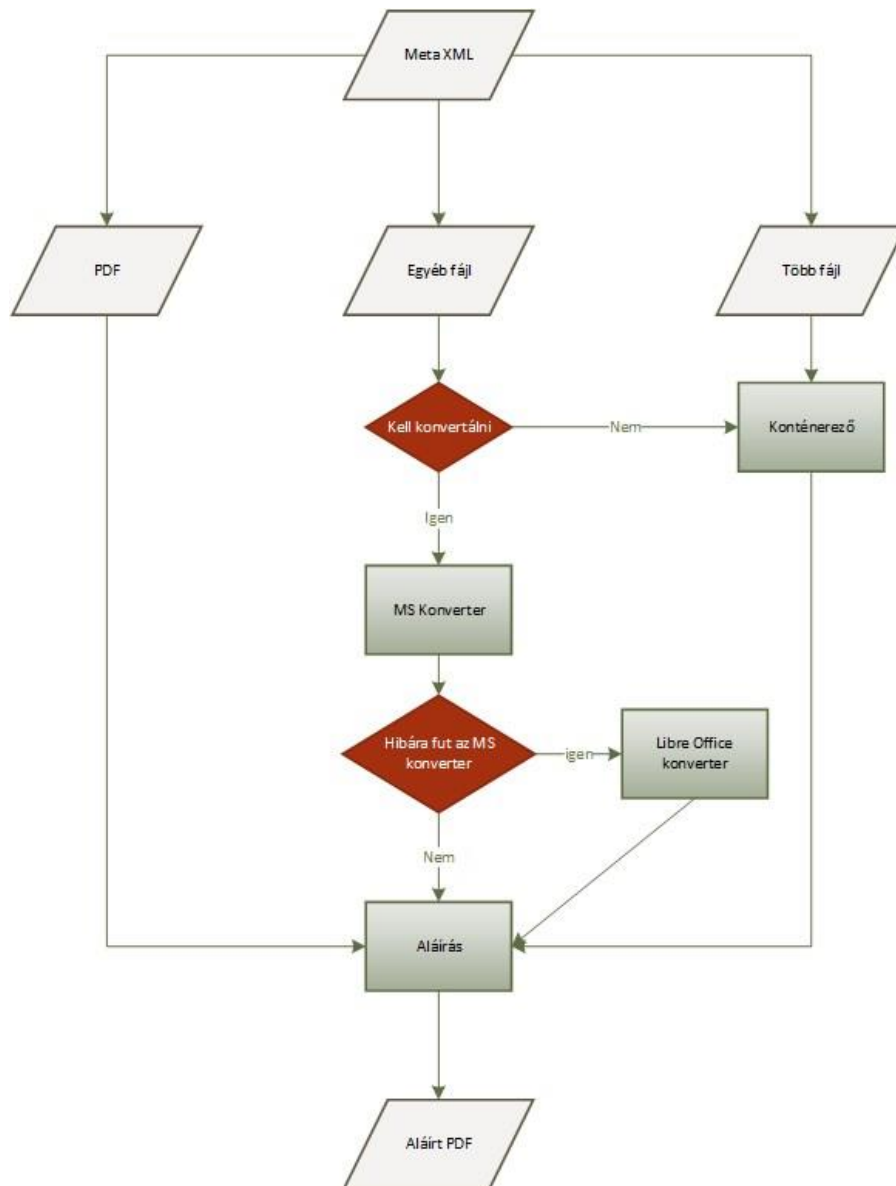 Meta XML
PDF
Egyéb fájl
Több fájl
Kell konvertálni
Nem
Konténerező
Igen
MS Konverter
Hibára fut az MS
konverter
igen
Libre Office
konverter
Nem
Aláírás
Aláírt PDF